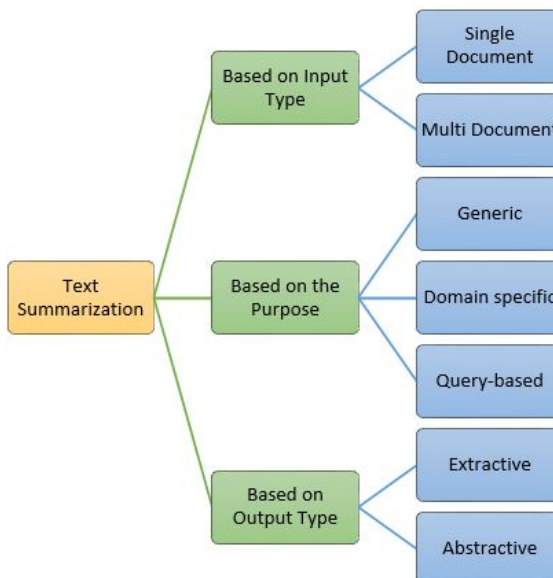 Single
Document
Based on Input
Type
Multi Document
Generic
Text
Summarization
Based on the
Purpose
Domain specific
Query-based
Extractive
Based on
Output Type
Abstractive